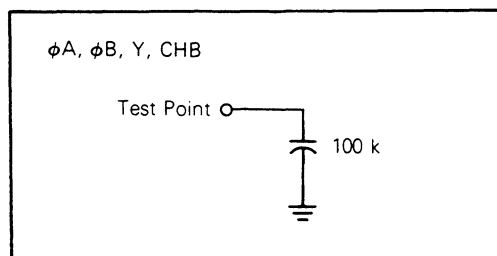 ϕA, ϕB, Y, CHB
Test Point
100 k